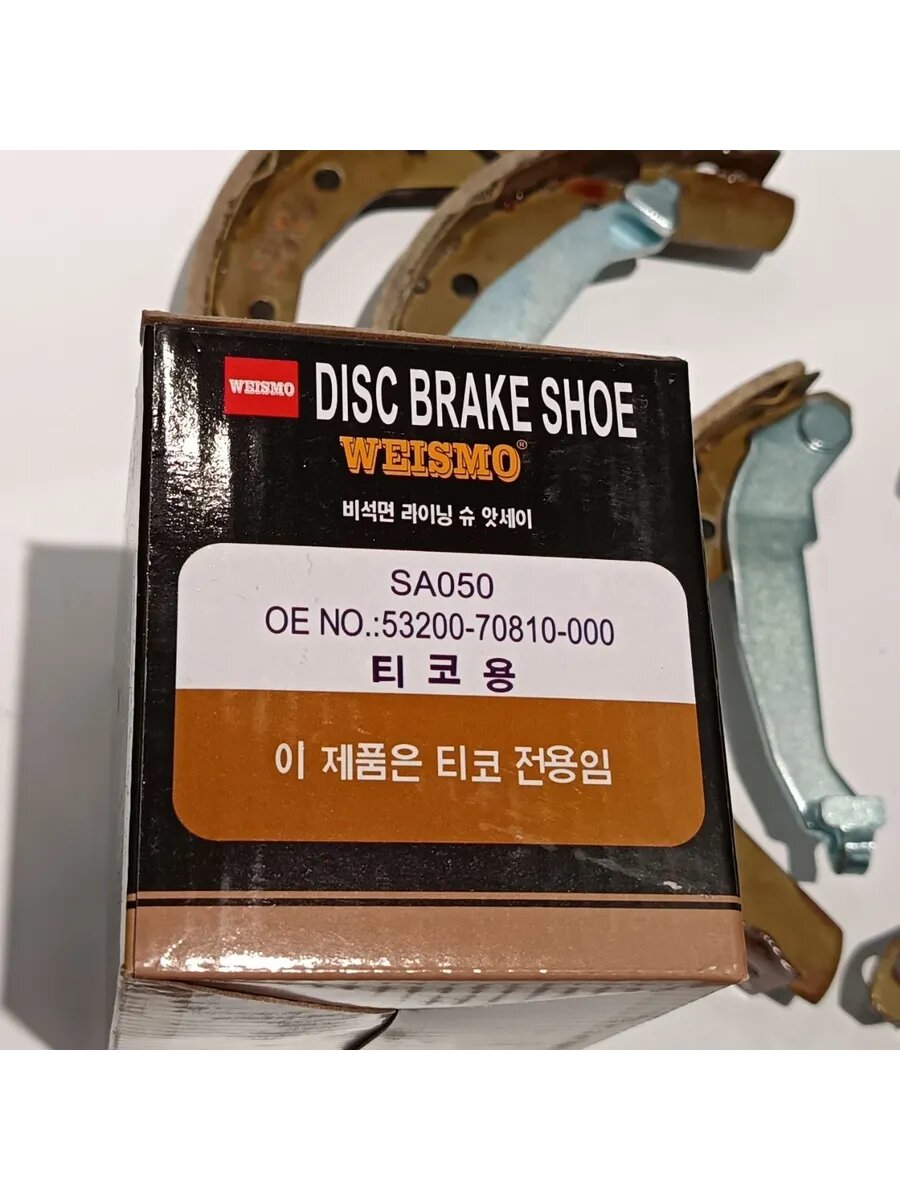 WEISMO DISC BRAKE SHOE
WEISMO®
비석면 라이닝 슈 앗세이
SA050
OE NO.:53200-70810-000
티코용
이 제품은 티코 전용임